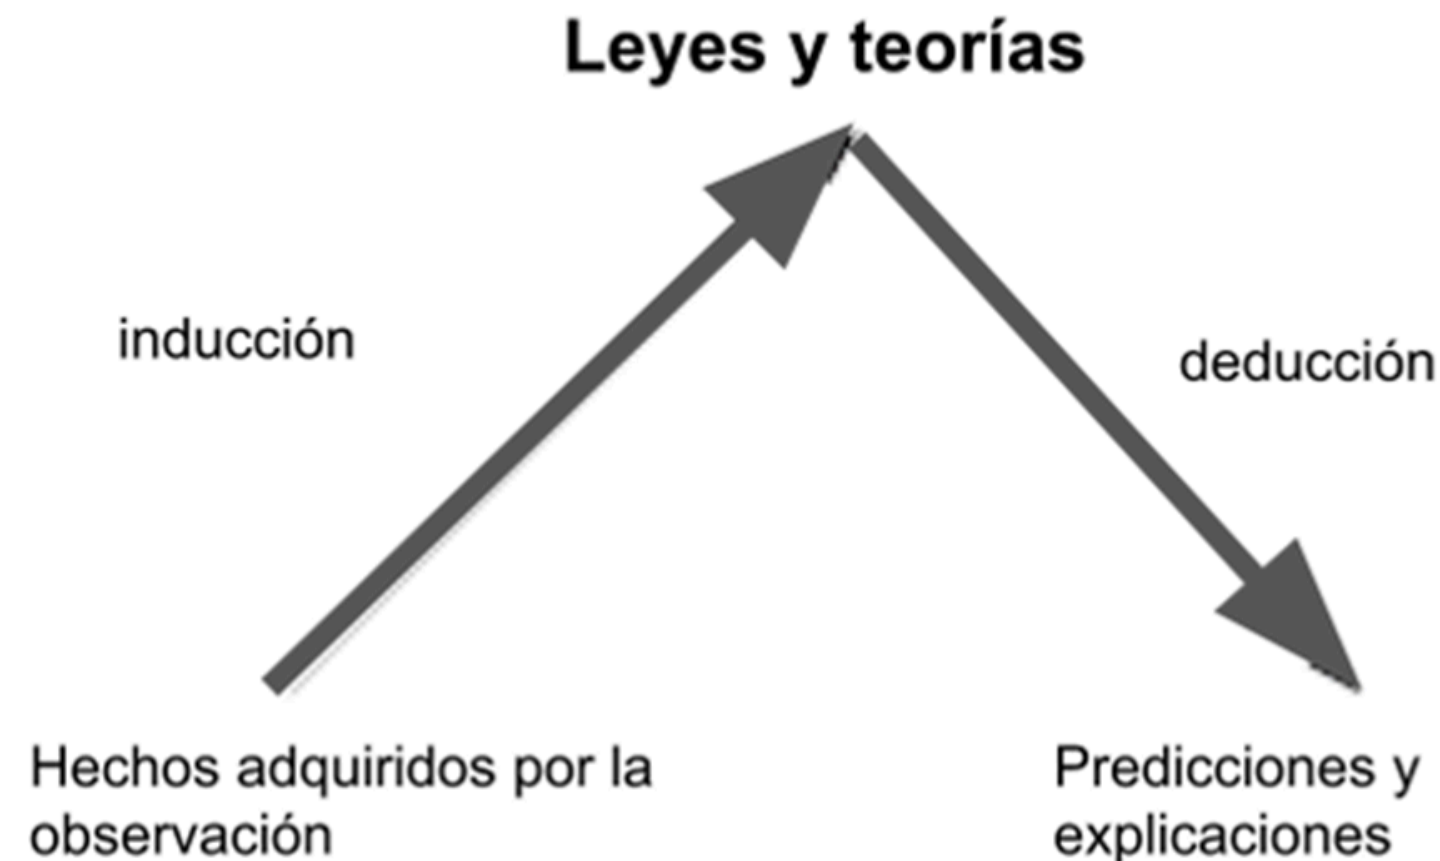 Leyes y teorías
inducción
deducción
Hechos adquiridos por la
observación
Predicciones y
explicaciones